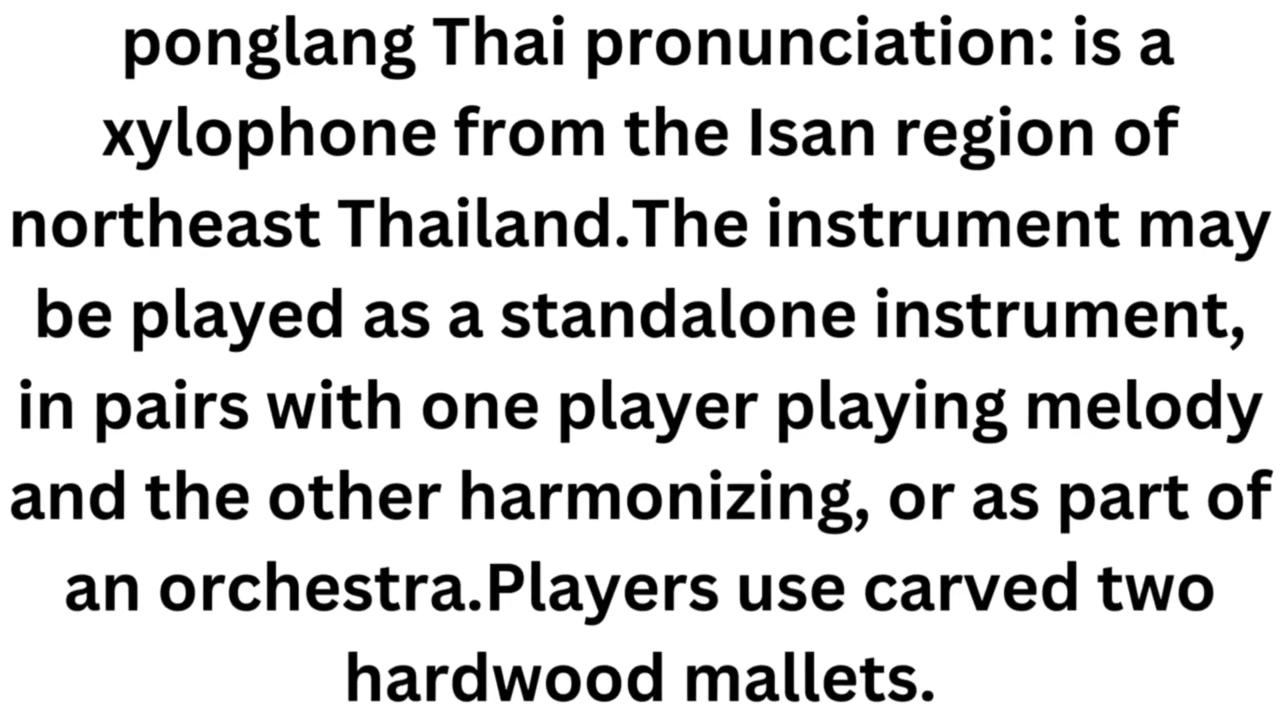 ponglang Thai pronunciation: is a
xylophone from the Isan region of
northeast Thailand.The instrument may
be played as a standalone instrument,
in pairs with one player playing melody
and the other harmonizing, or as part of
an orchestra.Players use carved two
hardwood mallets.